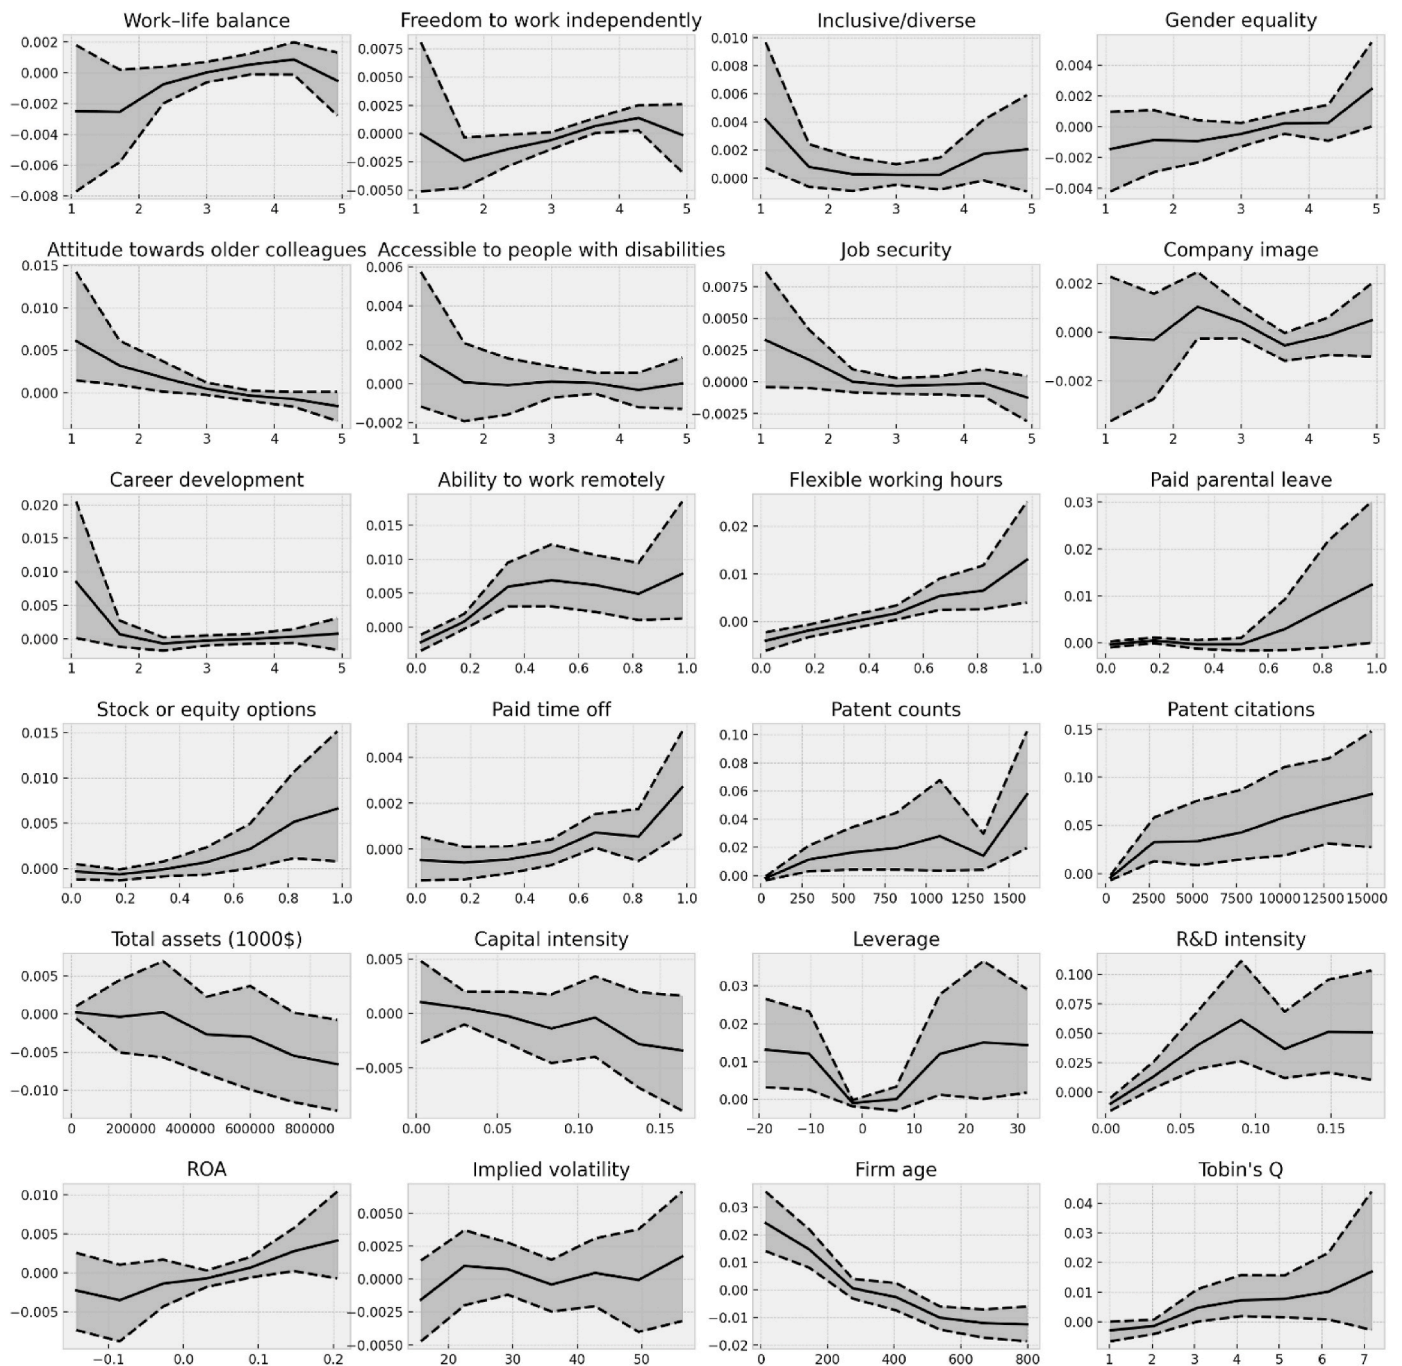 Work–life balance
0.002
0.000
−0.002
−0.004
−0.006
−0.008
1 2 3 4 5
Freedom to work independently
0.0075
0.0050
0.0025
0.0000
−0.0025
−0.0050
1 2 3 4 5
Inclusive/diverse
0.010
0.008
0.006
0.004
0.002
0.000
1 2 3 4 5
Gender equality
0.004
0.002
0.000
−0.002
−0.004
1 2 3 4 5
Attitude towards older colleagues
0.015
0.010
0.005
0.000
1 2 3 4 5
Accessible to people with disabilities
0.006
0.004
0.002
0.000
−0.002
1 2 3 4 5
Job security
0.0075
0.0050
0.0025
0.0000
−0.0025
1 2 3 4 5
Company image
0.002
0.000
−0.002
1 2 3 4 5
Career development
0.020
0.015
0.010
0.005
0.000
1 2 3 4 5
Ability to work remotely
0.015
0.010
0.005
0.000
0.0 0.2 0.4 0.6 0.8 1.0
Flexible working hours
0.02
0.01
0.00
0.0 0.2 0.4 0.6 0.8 1.0
Paid parental leave
0.03
0.02
0.01
0.00
0.0 0.2 0.4 0.6 0.8 1.0
Stock or equity options
0.015
0.010
0.005
0.000
0.0 0.2 0.4 0.6 0.8 1.0
Paid time off
0.004
0.002
0.000
0.0 0.2 0.4 0.6 0.8 1.0
Patent counts
0.10
0.08
0.06
0.04
0.02
0.00
0 250 500 750 1000 1250 1500
Patent citations
0.15
0.10
0.05
0.00
0 2500 5000 7500 10000 12500 15000
Total assets (1000$)
0.005
0.000
−0.005
−0.010
0 200000 400000 600000 800000
Capital intensity
0.005
0.000
−0.005
0.00 0.05 0.10 0.15
Leverage
0.03
0.02
0.01
0.00
−20 −10 0 10 20 30
R&D intensity
0.100
0.075
0.050
0.025
0.000
0.00 0.05 0.10 0.15
ROA
0.010
0.005
0.000
−0.005
−0.1 0.0 0.1 0.2
Implied volatility
0.0050
0.0025
0.0000
−0.0025
−0.0050
20 30 40 50
Firm age
0.03
0.02
0.01
0.00
−0.01
−0.02
0 200 400 600 800
Tobin's Q
0.04
0.03
0.02
0.01
0.00
1 2 3 4 5 6 7